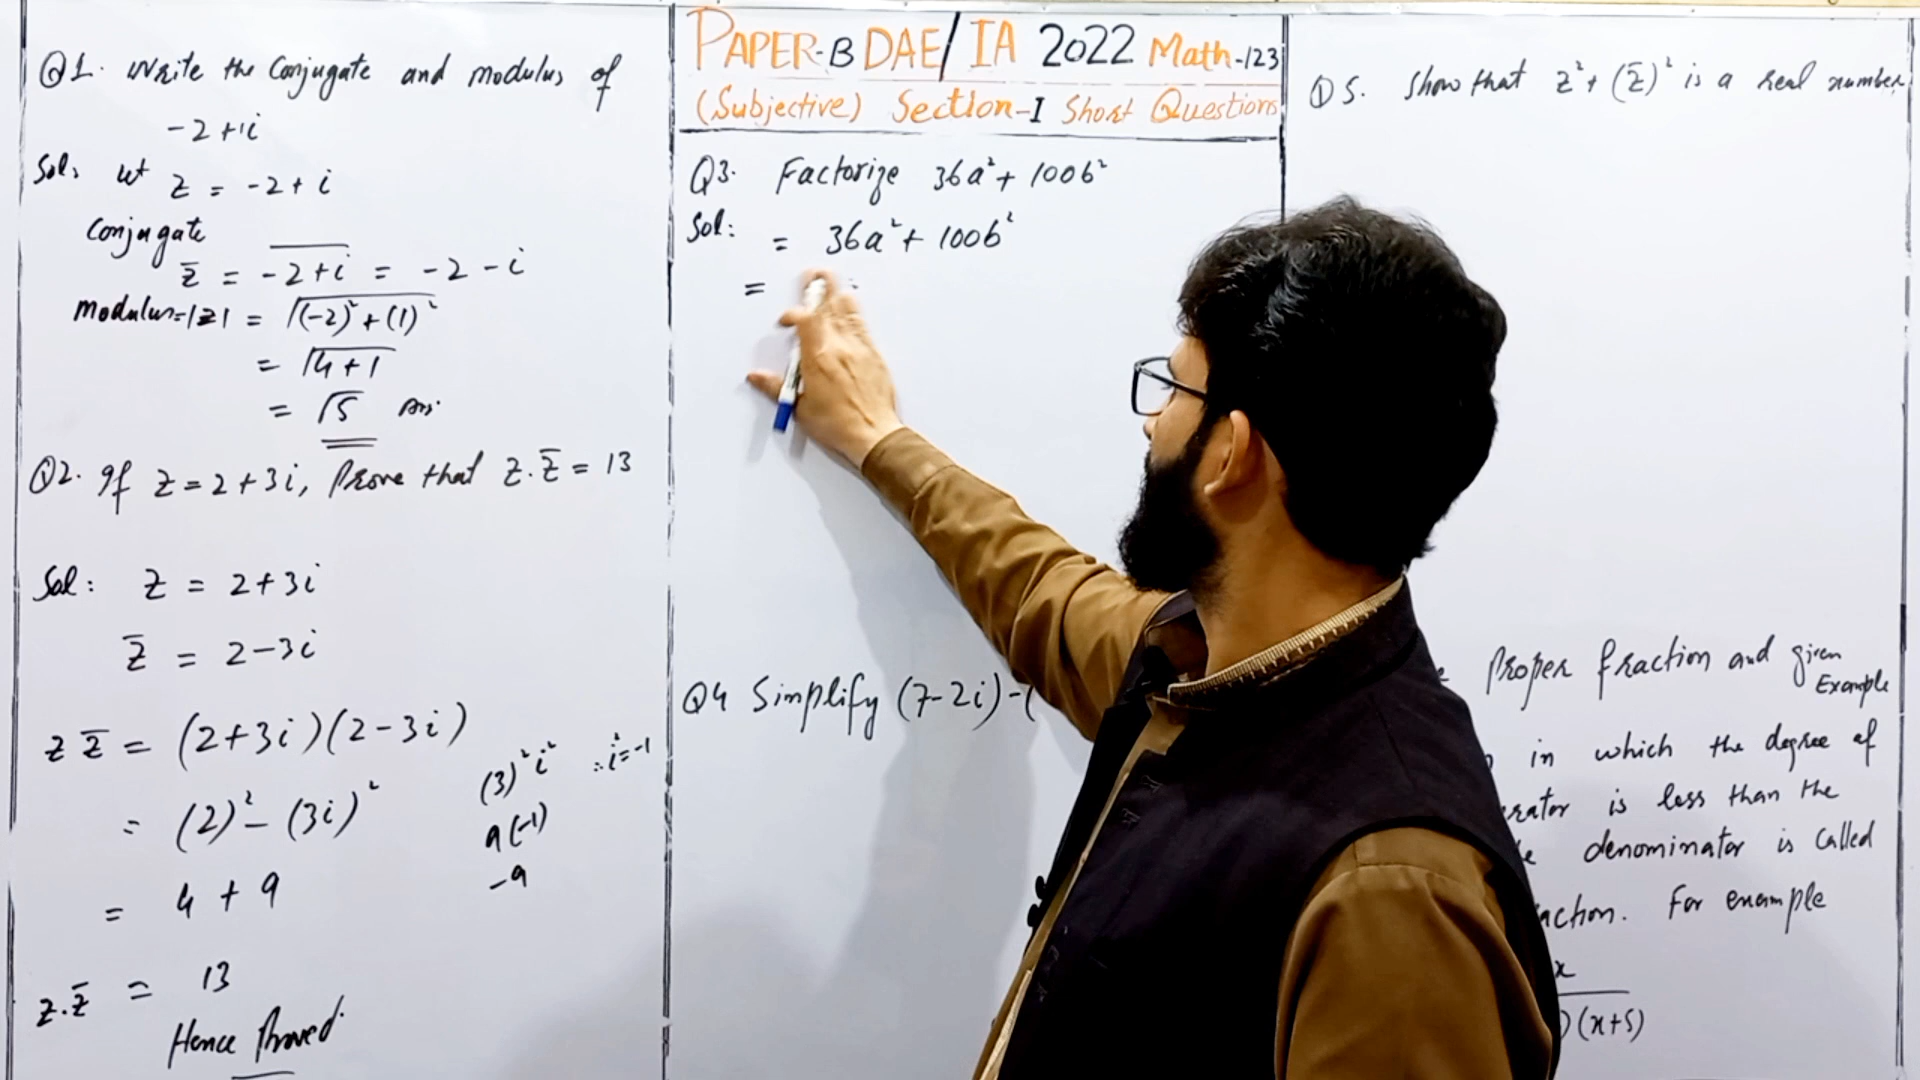 PAPER-B DAE/IA 2022 Math-123
(Subjective) Section-I Short Questions
Q1. Write the Conjugate and modulus of
-2+1i
Sol: let z = -2+i
Conjugate
z̄ = \overline{-2+i} = -2-i
Modulus=|z| = √((-2)²+(1)²)
= √(4+1)
= √5 Ans.
Q2. If z=2+3i, Prove that z.z̄ = 13
Sol: z = 2+3i
z̄ = 2-3i
z z̄ = (2+3i)(2-3i)
= (2)² - (3i)²
(3)² i² ∴ i²=-1
9(-1)
-9
= 4+9
z.z̄ = 13
Hence Proved.
Q3. Factorize 36a²+100b²
Sol: = 36a²+100b²
=
Q4 Simplify (7-2i)-(
Q5. Show that z²+(z̄)² is a real number
Proper fraction and given
Example
in which the degree of
is less than the
denominator is called
For example
x
)(x+5)